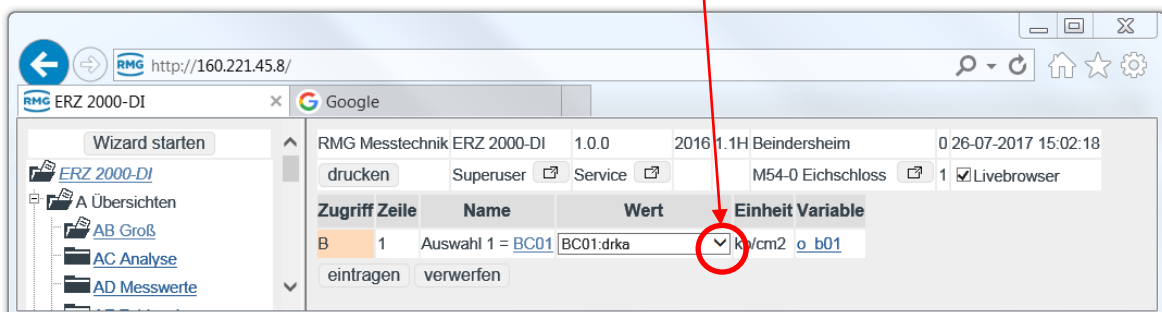 RMG http://160.221.45.8/
RMG ERZ 2000-DI × G Google
Wizard starten
ERZ 2000-DI
A Übersichten
AB Groß
AC Analyse
AD Messwerte
RMG Messtechnik ERZ 2000-DI 1.0.0 2016 1.1H Beindersheim 0 26-07-2017 15:02:18
drucken Superuser Service M54-0 Eichschloss 1 Livebrowser
Zugriff Zeile Name Wert Einheit Variable
B 1 Auswahl 1 = BC01 BC01:drka kp/cm2 o_b01
eintragen verwerfen